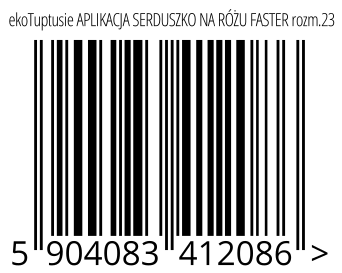 ekoTuptusie APLIKACJA SERDUSZKO NA RÓŻU FASTER rozm.23
5 904083 412086 >